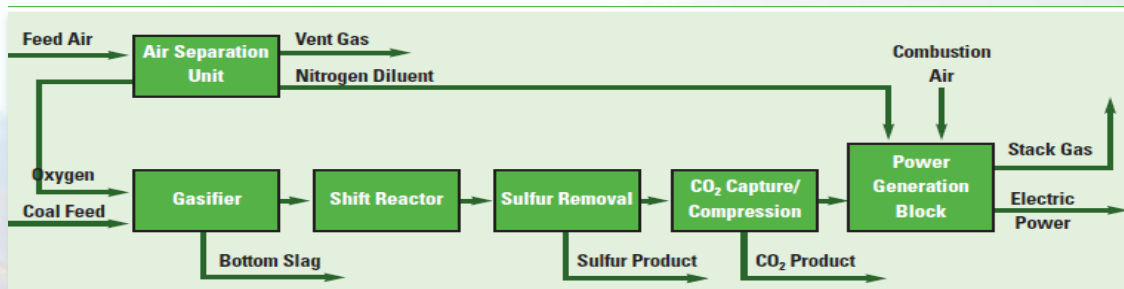 Feed Air
Air Separation
Unit
Vent Gas
Nitrogen Diluent
Combustion
Air
Oxygen
Coal Feed
Gasifier
Shift Reactor
Sulfur Removal
CO₂ Capture/
Compression
Power
Generation
Block
Stack Gas
Electric
Power
Bottom Slag
Sulfur Product
CO₂ Product